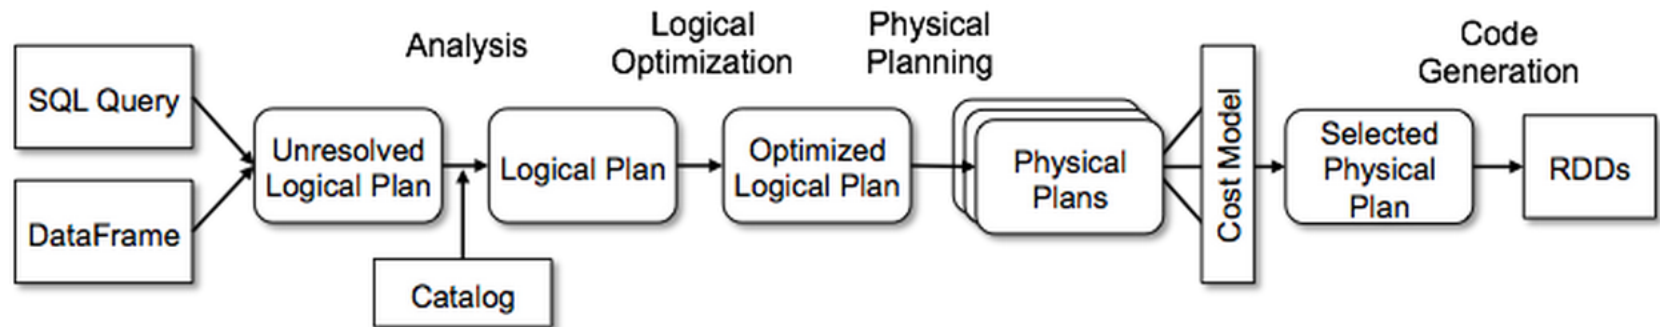 Analysis
Logical
Optimization
Physical
Planning
Code
Generation
SQL Query
DataFrame
Unresolved
Logical Plan
Catalog
Logical Plan
Optimized
Logical Plan
Physical
Plans
Cost Model
Selected
Physical
Plan
RDDs